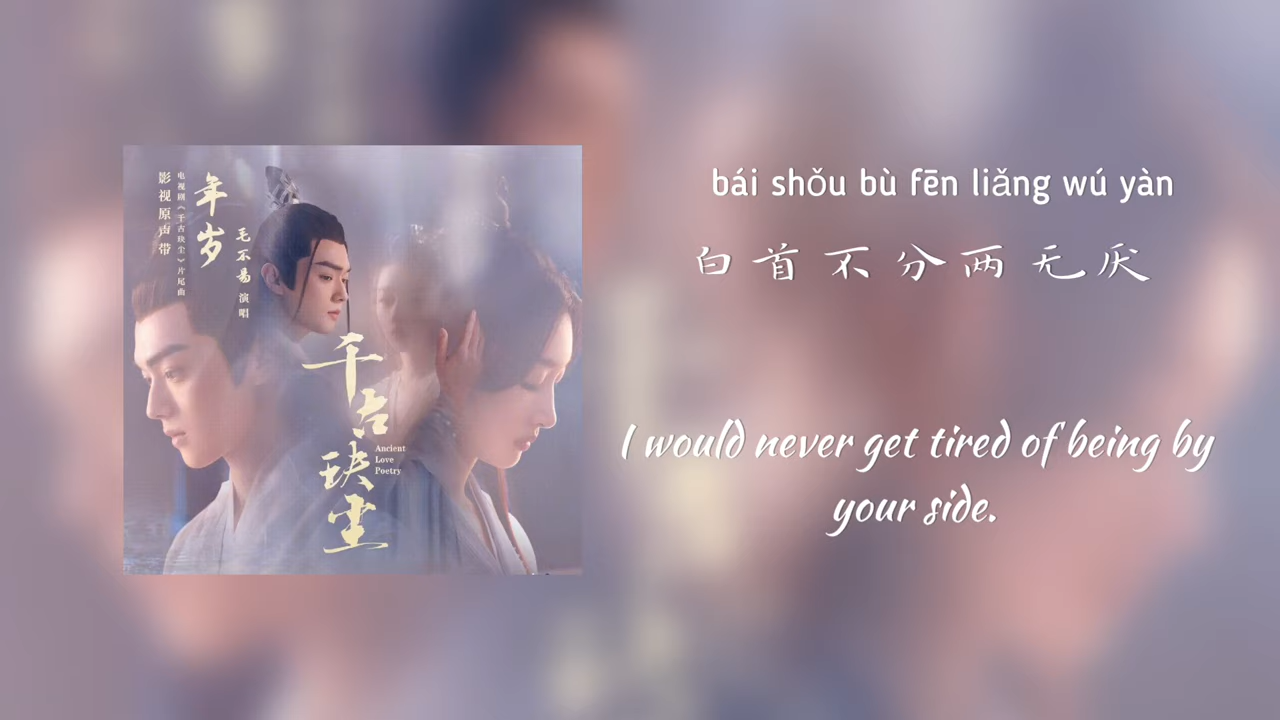 年岁
电视剧《千古玦尘》片尾曲
影视原声带
毛不易 演唱
千古玦尘
Ancient
Love
Poetry
bái shǒu bù fēn liǎng wú yàn
白首不分两无厌
I would never get tired of being by
your side.